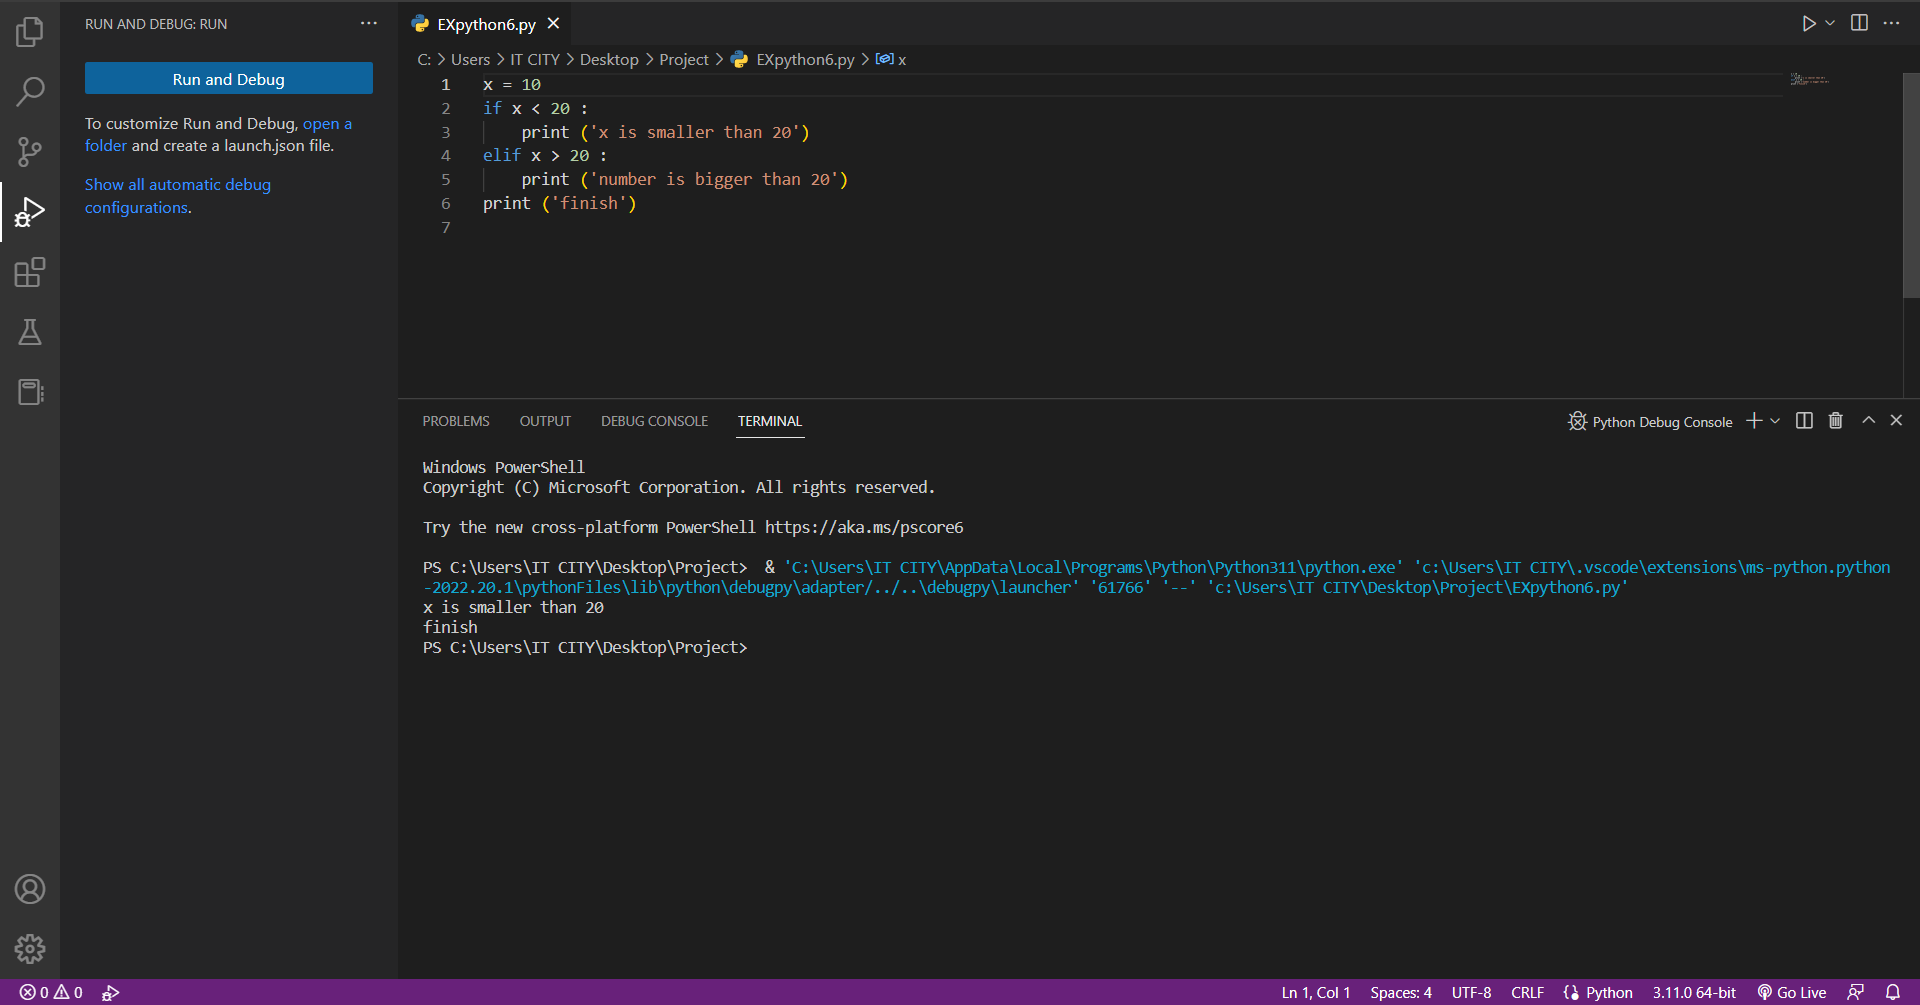 RUN AND DEBUG: RUN
Run and Debug
To customize Run and Debug, open a
folder and create a launch.json file.
Show all automatic debug
configurations.
EXpython6.py
C: > Users > IT CITY > Desktop > Project > EXpython6.py > x
1 x = 10
2 if x < 20 :
3     print ('x is smaller than 20')
4 elif x > 20 :
5     print ('number is bigger than 20')
6 print ('finish')
7
PROBLEMS OUTPUT DEBUG CONSOLE TERMINAL Python Debug Console
Windows PowerShell
Copyright (C) Microsoft Corporation. All rights reserved.
Try the new cross-platform PowerShell https://aka.ms/pscore6
PS C:\Users\IT CITY\Desktop\Project>  & 'C:\Users\IT CITY\AppData\Local\Programs\Python\Python311\python.exe' 'c:\Users\IT CITY\.vscode\extensions\ms-python.python
-2022.20.1\pythonFiles\lib\python\debugpy\adapter/../..\debugpy\launcher' '61766' '--' 'c:\Users\IT CITY\Desktop\Project\EXpython6.py'
x is smaller than 20
finish
PS C:\Users\IT CITY\Desktop\Project>
0 0 Ln 1, Col 1 Spaces: 4 UTF-8 CRLF Python 3.11.0 64-bit Go Live